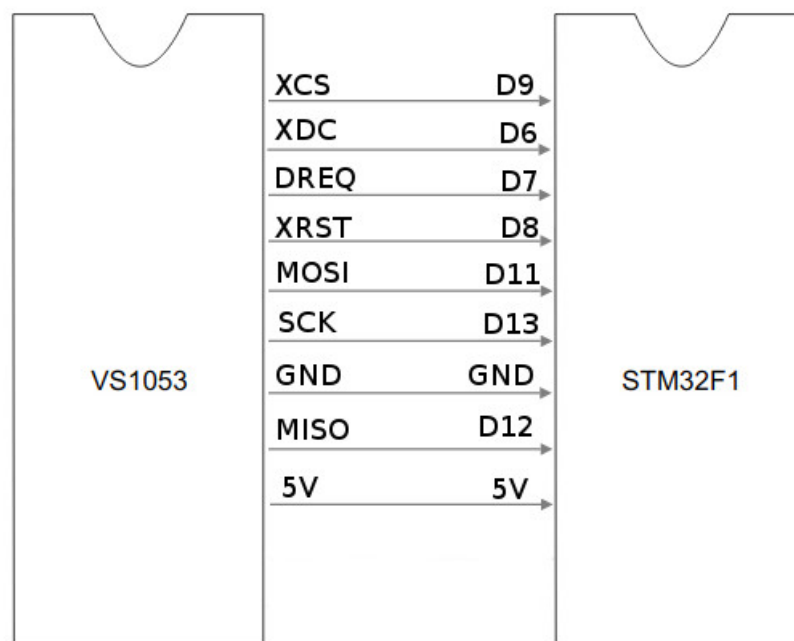 XCS D9
XDC D6
DREQ D7
XRST D8
MOSI D11
SCK D13
GND GND
VS1053 STM32F1
MISO D12
5V 5V